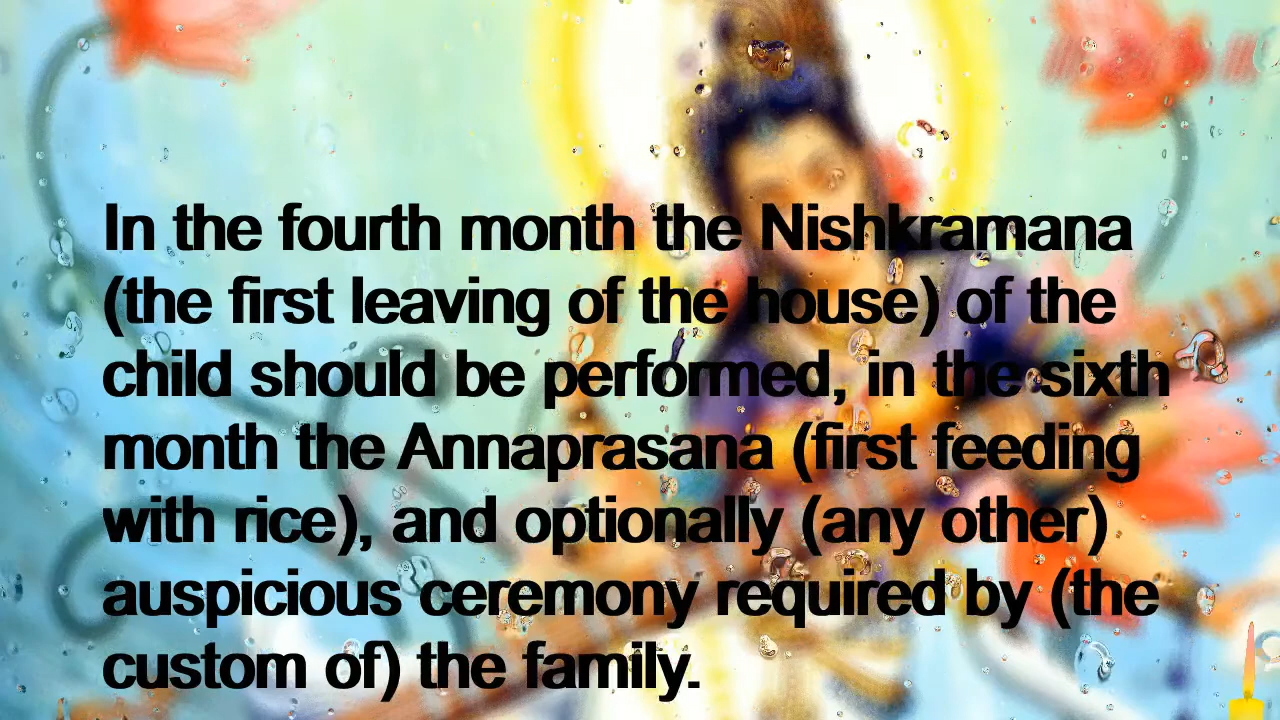 In the fourth month the Nishkramana
(the first leaving of the house) of the
child should be performed, in the sixth
month the Annaprasana (first feeding
with rice), and optionally (any other)
auspicious ceremony required by (the
custom of) the family.